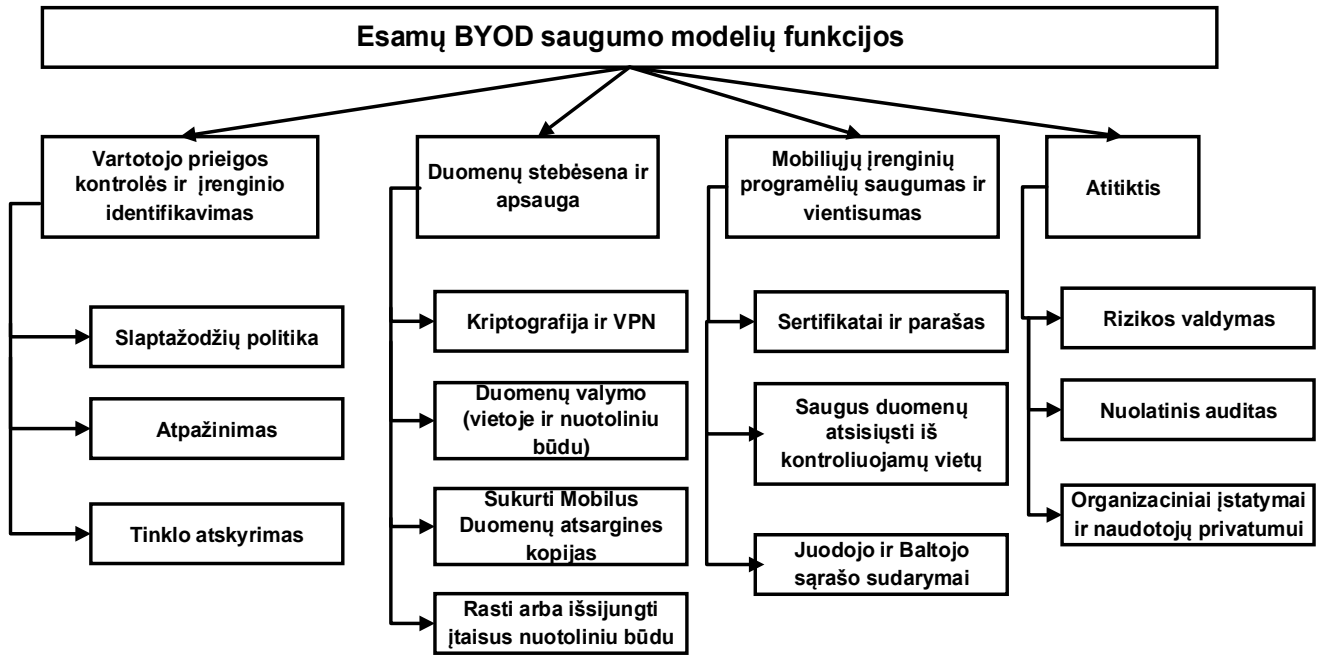 Esamų BYOD saugumo modelių funkcijos
Vartotojo prieigos
kontrolės ir įrenginio
identifikavimas
Slaptažodžių politika
Atpažinimas
Tinklo atskyrimas
Duomenų stebėsena ir
apsauga
Kriptografija ir VPN
Duomenų valymo
(vietoje ir nuotoliniu
būdu)
Sukurti Mobilus
Duomenų atsargines
kopijas
Rasti arba išsijungti
įtaisus nuotoliniu būdu
Mobiliųjų įrenginių
programėlių saugumas ir
vientisumas
Sertifikatai ir parašas
Saugus duomenų
atsisiųsti iš
kontroliuojamų vietų
Juodojo ir Baltojo
sąrašo sudarymai
Atitiktis
Rizikos valdymas
Nuolatinis auditas
Organizaciniai įstatymai
ir naudotojų privatumui